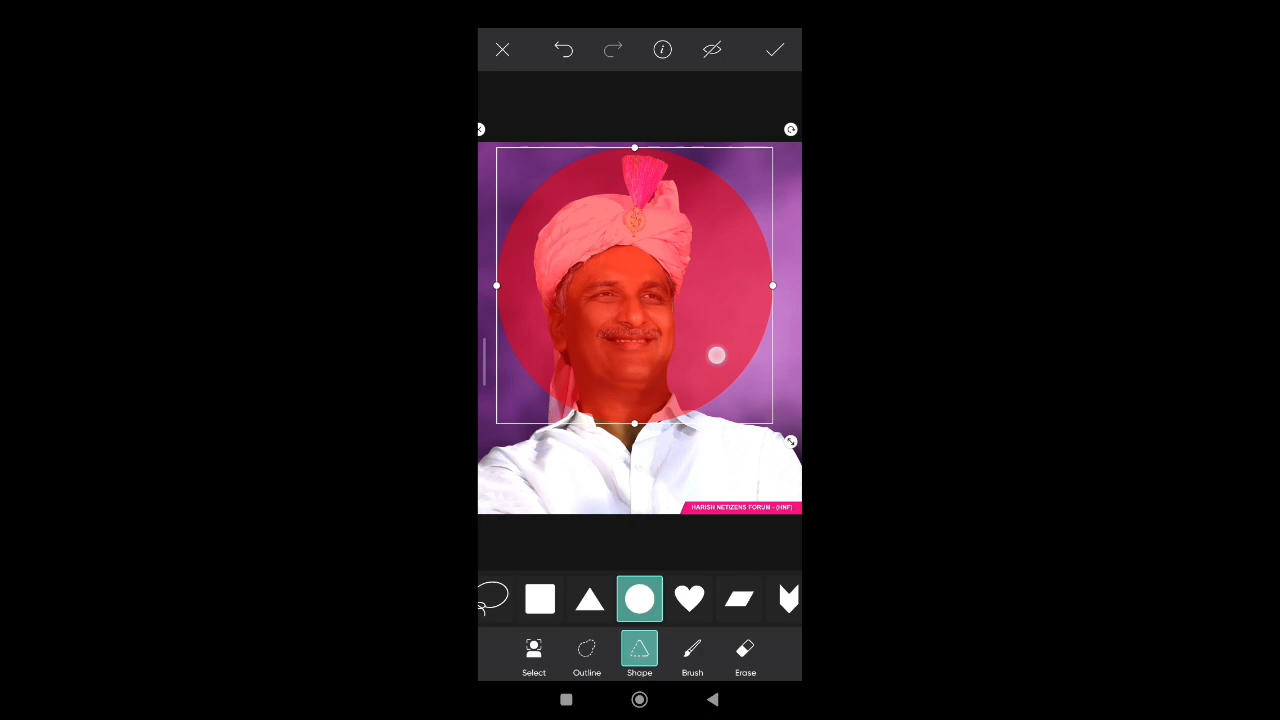 HARISH NETIZENS FORUM - (HNF)
Select
Outline
Shape
Brush
Erase